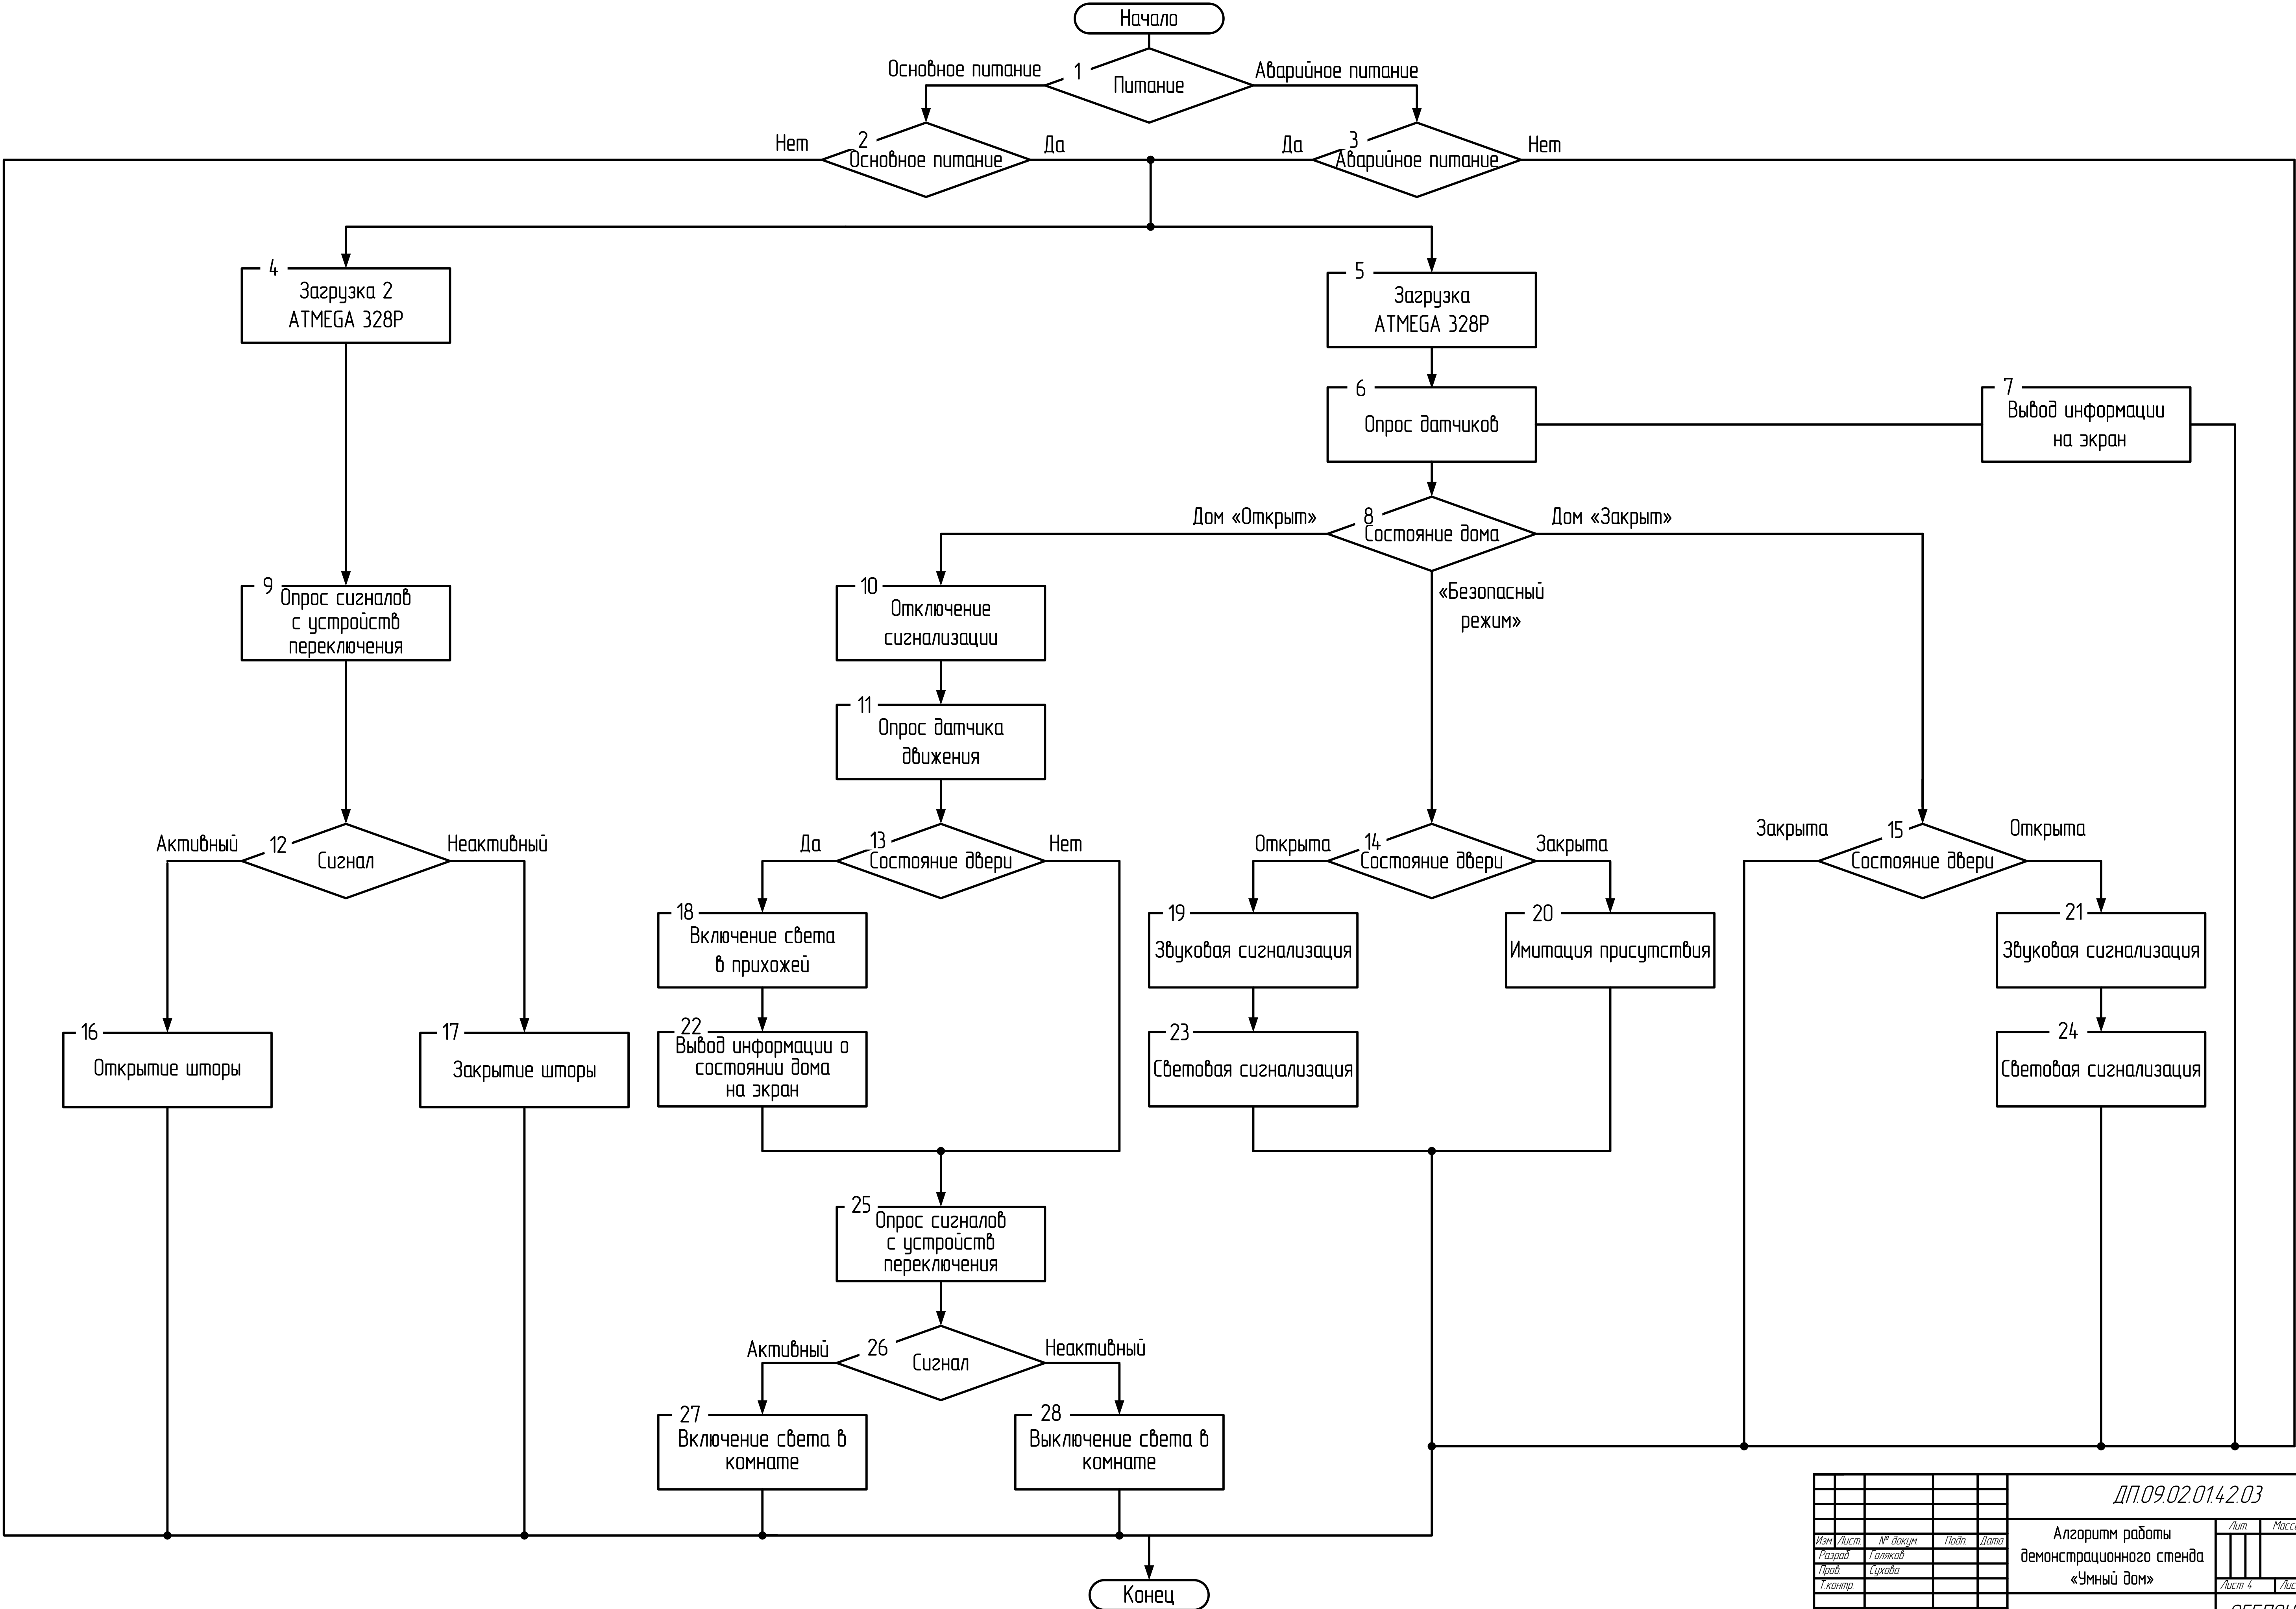 Начало
Основное питание
1
Питание
Аварийное питание
Нет
2
Основное питание
Да
Да
3
Аварийное питание
Нет
4
Загрузка 2
ATMEGA 328P
5
Загрузка
ATMEGA 328P
6
Опрос датчиков
7
Вывод информации
на экран
Дом «Открыт»
8
Состояние дома
Дом «Закрыт»
«Безопасный
режим»
9
Опрос сигналов
с устройств
переключения
10
Отключение
сигнализации
11
Опрос датчика
движения
Активный
12
Сигнал
Неактивный
Да
13
Состояние двери
Нет
Открыта
14
Состояние двери
Закрыта
Закрыта
15
Состояние двери
Открыта
16
Открытие шторы
17
Закрытие шторы
18
Включение света
в прихожей
19
Звуковая сигнализация
20
Имитация присутствия
21
Звуковая сигнализация
22
Вывод информации о
состоянии дома
на экран
23
Световая сигнализация
24
Световая сигнализация
25
Опрос сигналов
с устройств
переключения
Активный
26
Сигнал
Неактивный
27
Включение света в
комнате
28
Выключение света в
комнате
Конец
ДП.09.02.01.42.03
Изм. Лист № докум. Подп. Дата
Разраб. Голяков
Пров. Сухова
Т.контр.
Алгоритм работы
демонстрационного стенда
«Умный дом»
Лит.
Лист 4